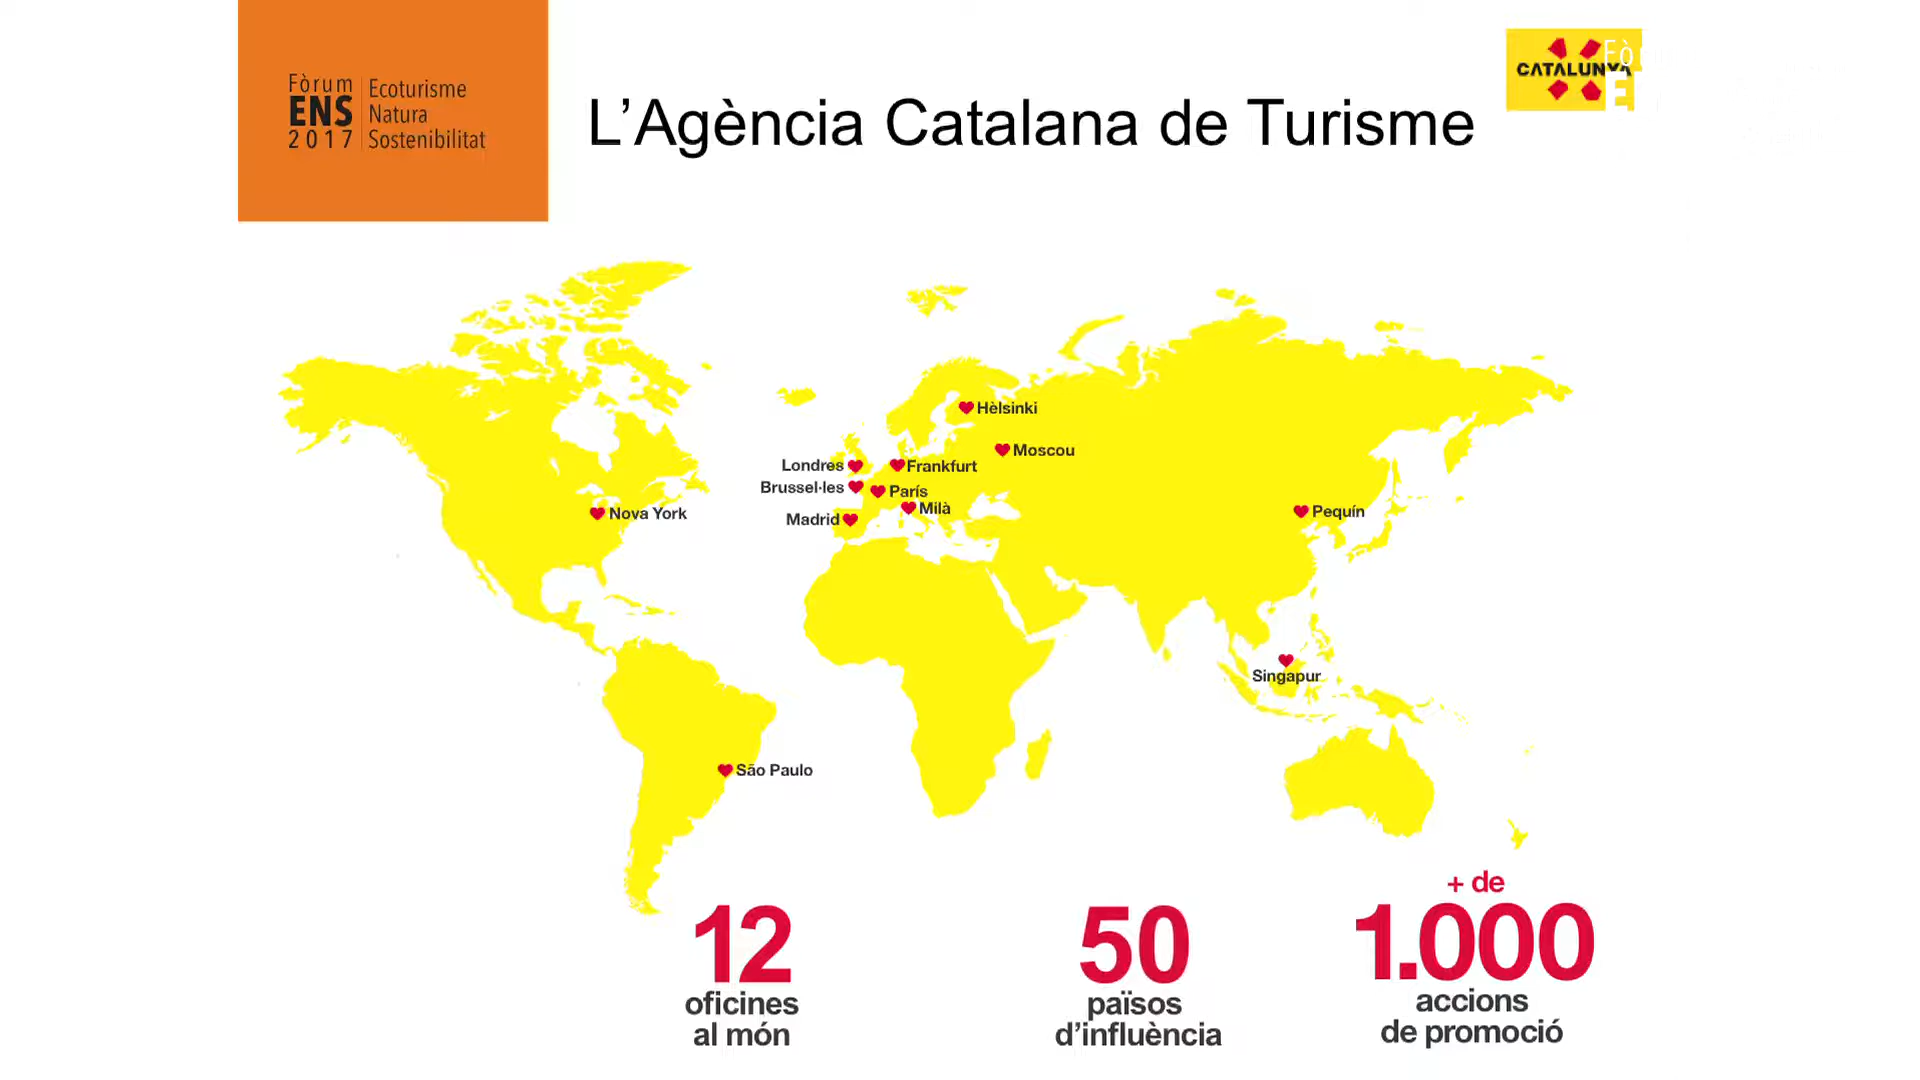 Fòrum
ENS
2017
Ecoturisme
Natura
Sostenibilitat
L'Agència Catalana de Turisme
CATALUNYA
Hèlsinki
Moscou
Londres
Frankfurt
Brussel·les
París
Milà
Madrid
Nova York
Pequín
Singapur
São Paulo
12
oficines
al món
50
països
d'influència
+ de
1.000
accions
de promoció